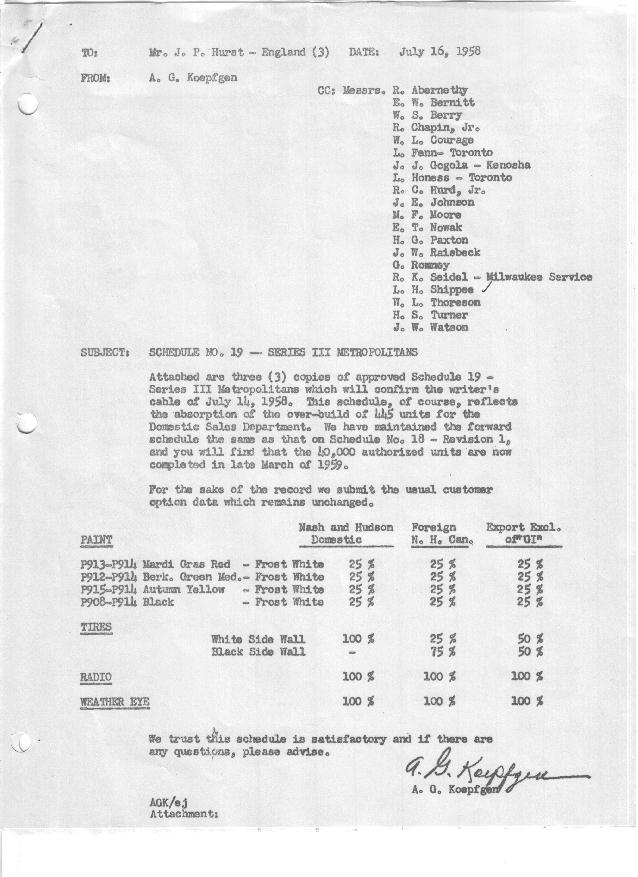 TO: Mr. J. P. Hurst - England (3) DATE: July 16, 1958
FROM: A. G. Koepfgen
CC: Messrs. R. Abernethy
E. W. Bernitt
W. S. Berry
R. Chapin, Jr.
W. L. Courage
L. Fenn- Toronto
J. J. Gogola - Kenosha
L. Honess - Toronto
R. C. Hurd, Jr.
J. E. Johnson
M. F. Moore
E. T. Nowak
H. G. Paxton
J. W. Raisbeck
G. Romney
R. K. Seidel - Milwaukee Service
L. H. Shippee ✓
W. L. Thoreson
H. S. Turner
J. W. Watson
SUBJECT: SCHEDULE NO. 19 -- SERIES III METROPOLITANS
Attached are three (3) copies of approved Schedule 19 -
Series III Metropolitans which will confirm the writer's
cable of July 14, 1958. This schedule, of course, reflects
the absorption of the over-build of 445 units for the
Domestic Sales Department. We have maintained the forward
schedule the same as that on Schedule No. 18 - Revision 1,
and you will find that the 40,000 authorized units are now
completed in late March of 1959.
For the sake of the record we submit the usual customer
option data which remains unchanged.
Nash and Hudson Foreign Export Excl.
PAINT Domestic N. H. Can. of "GI"
P913-P914 Mardi Gras Red - Frost White 25 % 25 % 25 %
P912-P914 Berk. Green Med.- Frost White 25 % 25 % 25 %
P915-P914 Autumn Yellow - Frost White 25 % 25 % 25 %
P908-P914 Black - Frost White 25 % 25 % 25 %
TIRES
White Side Wall 100 % 25 % 50 %
Black Side Wall - 75 % 50 %
RADIO 100 % 100 % 100 %
WEATHER EYE 100 % 100 % 100 %
We trust this schedule is satisfactory and if there are
any questions, please advise.
A. G. Koepfgen
A. G. Koepfgen
AGK/ej
Attachment: